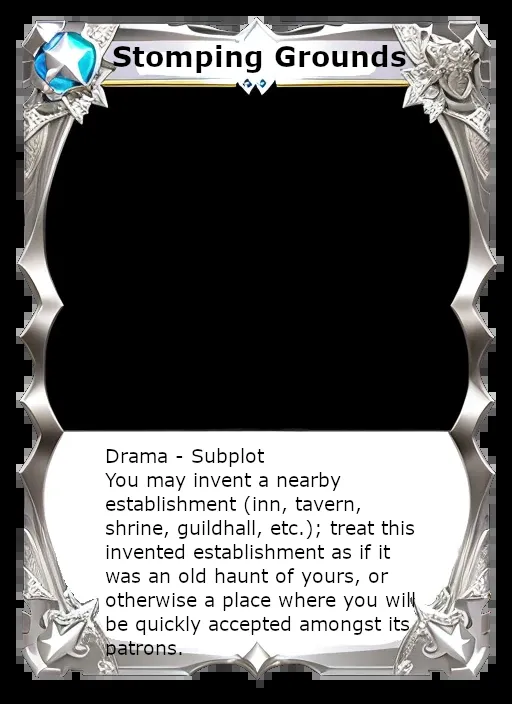 Stomping Grounds
Drama - Subplot
You may invent a nearby
establishment (inn, tavern,
shrine, guildhall, etc.); treat this
invented establishment as if it
was an old haunt of yours, or
otherwise a place where you will
be quickly accepted amongst its
patrons.